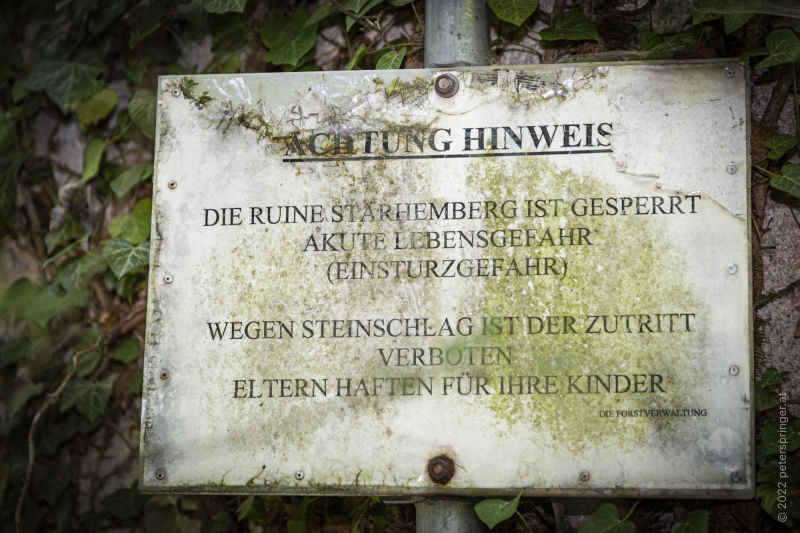 ACHTUNG HINWEIS
DIE RUINE STARHEMBERG IST GESPERRT
AKUTE LEBENSGEFAHR
(EINSTURZGEFAHR)
WEGEN STEINSCHLAG IST DER ZUTRITT
VERBOTEN
ELTERN HAFTEN FÜR IHRE KINDER
DIE FORSTVERWALTUNG
© 2022 peterspringer.at